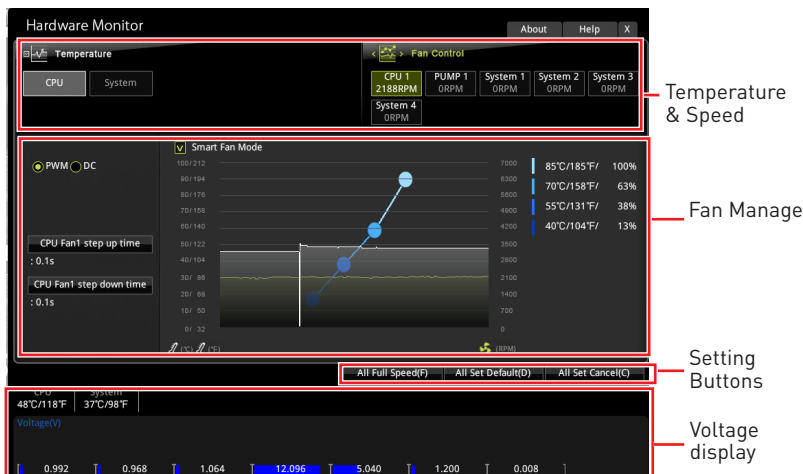 Hardware Monitor
About Help X
Temperature
Fan Control
CPU System
CPU 1 PUMP 1 System 1 System 2 System 3
2188RPM 0RPM 0RPM 0RPM 0RPM
System 4
0RPM
Temperature
& Speed
Smart Fan Mode
PWM DC
100/212 7000 85°C/185°F/ 100%
90/194 6300
70°C/158°F/ 63%
80/176 5600
55°C/131°F/ 38%
70/158 4900
40°C/104°F/ 13%
60/140 4200
Fan Manage
CPU Fan1 step up time
50/122 3500
: 0.1s
40/104 2800
CPU Fan1 step down time
30/ 86 2100
: 0.1s
20/ 68 1400
10/ 50 700
0/ 32 0
(°C) (°F) (RPM)
All Full Speed(F) All Set Default(D) All Set Cancel(C)
Setting
Buttons
CPU System
48°C/118°F 37°C/98°F
Voltage(V)
Voltage
display
0.992 0.968 1.064 12.096 5.040 1.200 0.008